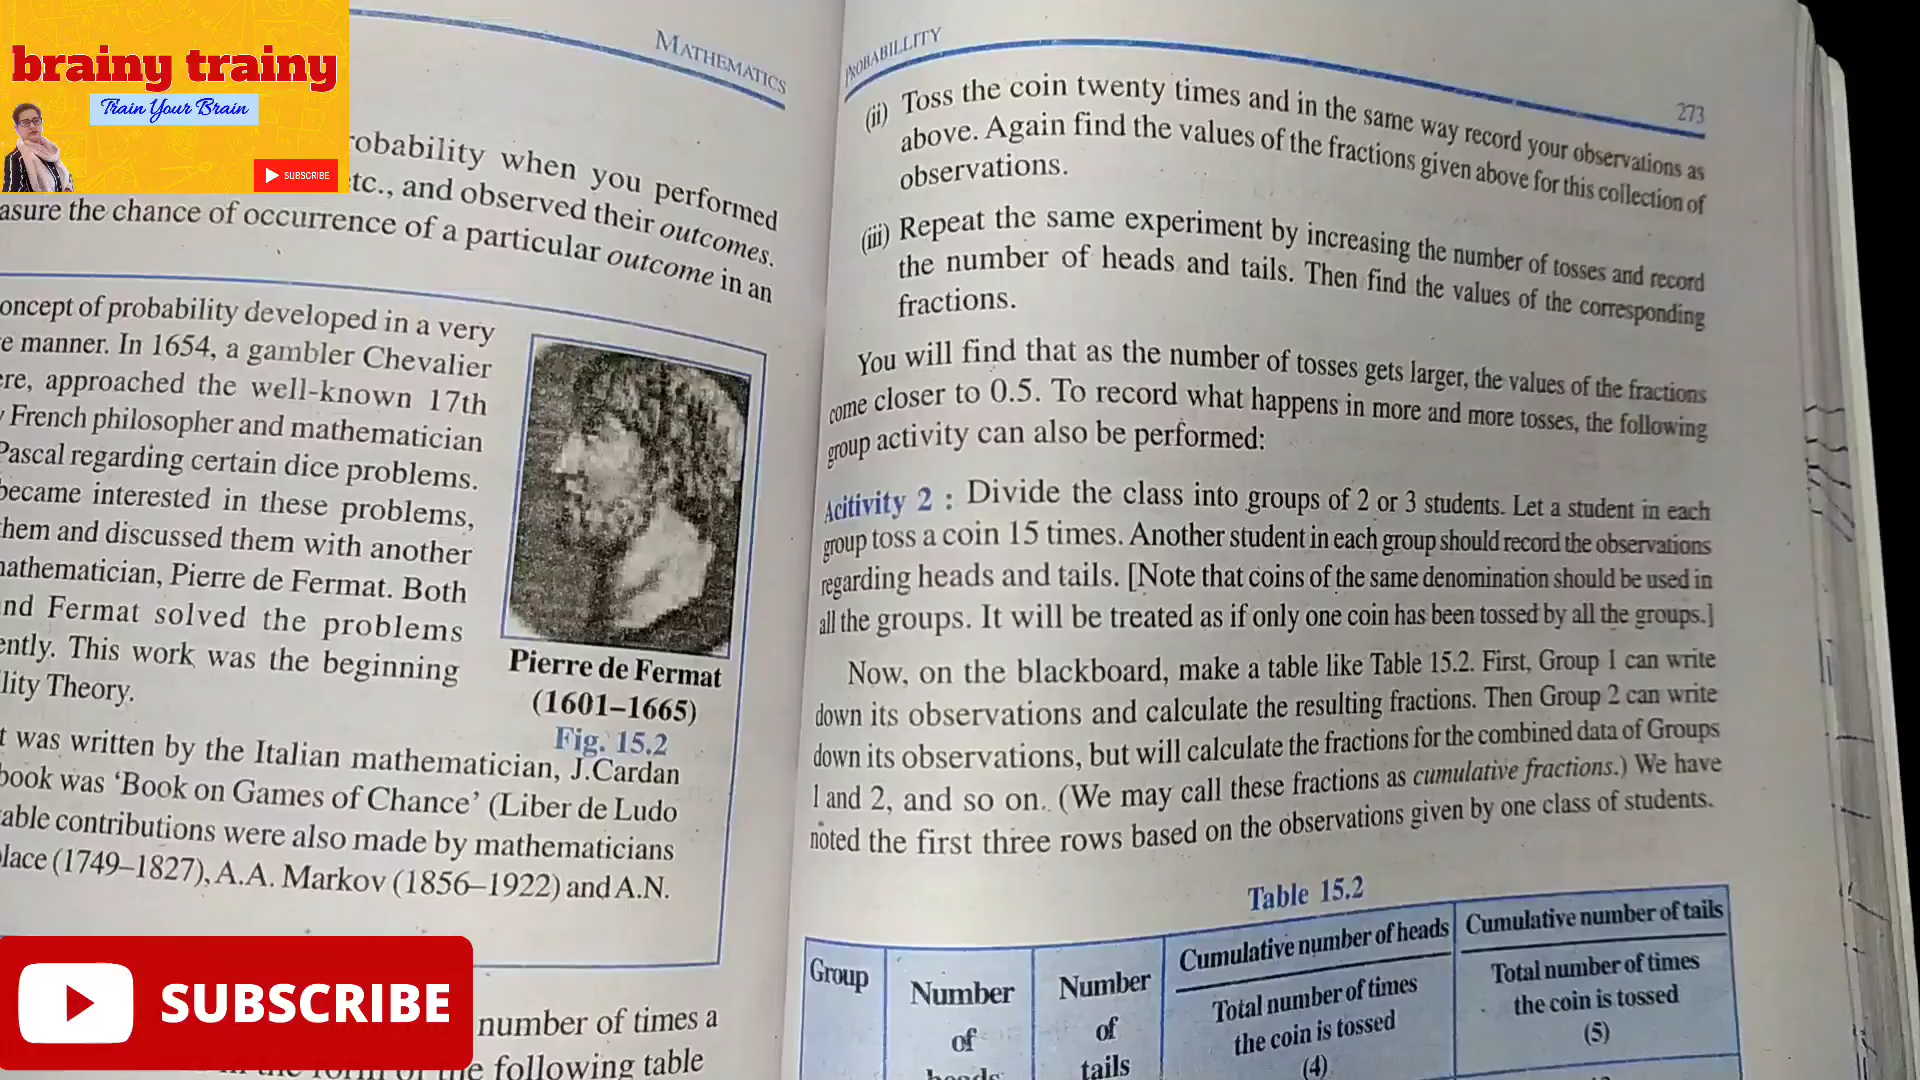 brainy trainy
Train Your Brain
SUBSCRIBE
MATHEMATICS
robability when you performed
tc., and observed their outcomes.
asure the chance of occurrence of a particular outcome in an
oncept of probability developed in a very
e manner. In 1654, a gambler Chevalier
ere, approached the well-known 17th
y French philosopher and mathematician
Pascal regarding certain dice problems.
became interested in these problems,
hem and discussed them with another
nathematician, Pierre de Fermat. Both
nd Fermat solved the problems
ently. This work was the beginning
lity Theory.
Pierre de Fermat
(1601–1665)
Fig. 15.2
t was written by the Italian mathematician, J.Cardan
book was ‘Book on Games of Chance’ (Liber de Ludo
able contributions were also made by mathematicians
lace (1749–1827), A.A. Markov (1856–1922) and A.N.
number of times a
the following table
SUBSCRIBE
PROBABILLITY
273
(ii) Toss the coin twenty times and in the same way record your observations as
above. Again find the values of the fractions given above for this collection of
observations.
(iii) Repeat the same experiment by increasing the number of tosses and record
the number of heads and tails. Then find the values of the corresponding
fractions.
You will find that as the number of tosses gets larger, the values of the fractions
come closer to 0.5. To record what happens in more and more tosses, the following
group activity can also be performed:
Acitivity 2 : Divide the class into groups of 2 or 3 students. Let a student in each
group toss a coin 15 times. Another student in each group should record the observations
regarding heads and tails. [Note that coins of the same denomination should be used in
all the groups. It will be treated as if only one coin has been tossed by all the groups.]
Now, on the blackboard, make a table like Table 15.2. First, Group 1 can write
down its observations and calculate the resulting fractions. Then Group 2 can write
down its observations, but will calculate the fractions for the combined data of Groups
1 and 2, and so on. (We may call these fractions as cumulative fractions.) We have
noted the first three rows based on the observations given by one class of students.
Table 15.2
Group
Number
of
heads
Number
of
tails
Cumulative number of heads
Total number of times
the coin is tossed
(4)
Cumulative number of tails
Total number of times
the coin is tossed
(5)